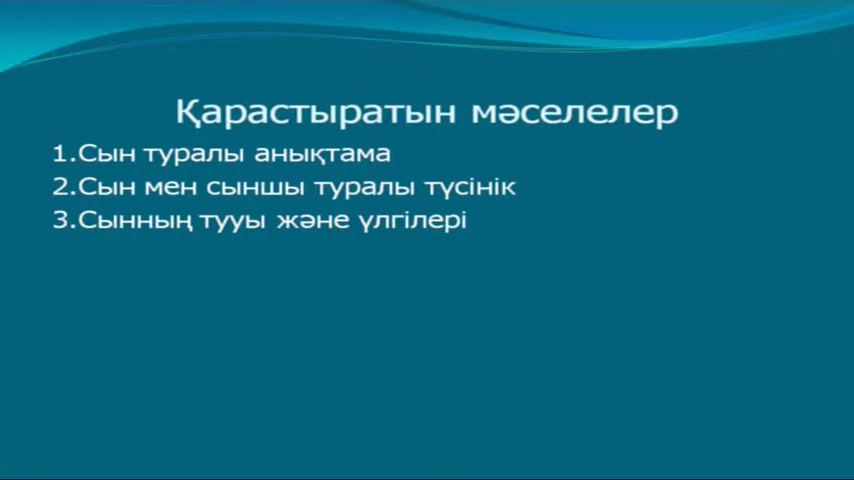 Қарастыратын мәселелер
1.Сын туралы анықтама
2.Сын мен сыншы туралы түсінік
3.Сынның тууы және үлгілері